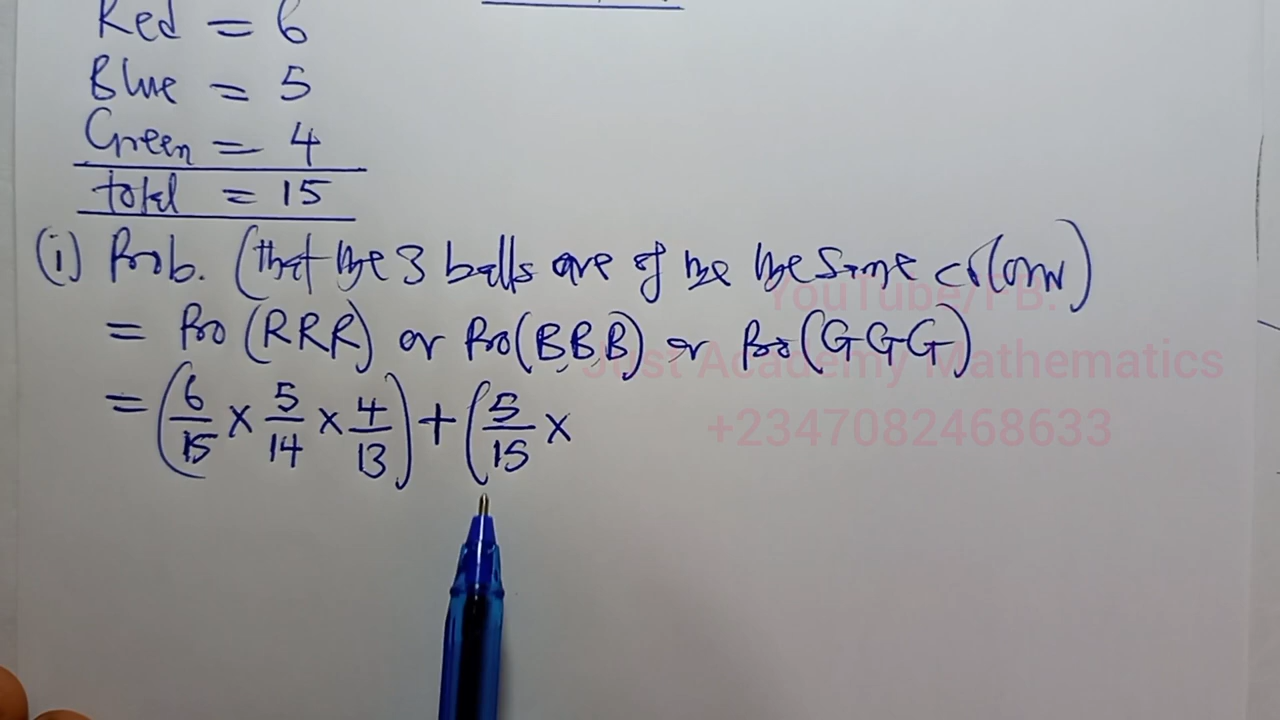 Red = 6
Blue = 5
Green = 4
total = 15
(i) Prob. (that the 3 balls are of the the same colour)
= Pro (RRR) or Pro(BBB) or Pro(GGG)
= (6/15 × 5/14 × 4/13) + (5/15 ×
YouTube/FB:
Just Academy Mathematics
+2347082468633